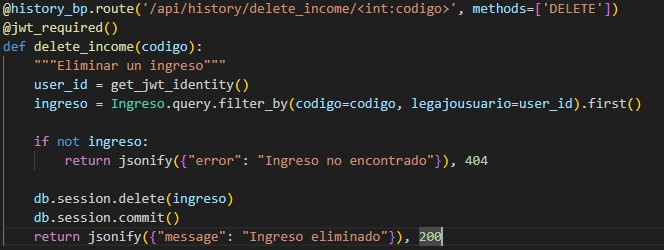 @history_bp.route('/api/history/delete_income/<int:codigo>', methods=['DELETE'])
@jwt_required()
def delete_income(codigo):
    """Eliminar un ingreso"""
    user_id = get_jwt_identity()
    ingreso = Ingreso.query.filter_by(codigo=codigo, legajousuario=user_id).first()

    if not ingreso:
        return jsonify({"error": "Ingreso no encontrado"}), 404

    db.session.delete(ingreso)
    db.session.commit()
    return jsonify({"message": "Ingreso eliminado"}), 200